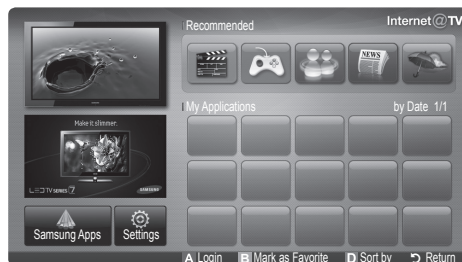 Recommended
Internet@TV
NEWS
My Applications
by Date 1/1
Make it slimmer.
LED TV SERIES 7
SAMSUNG
Samsung Apps
Settings
A Login B Mark as Favorite D Sort by Return